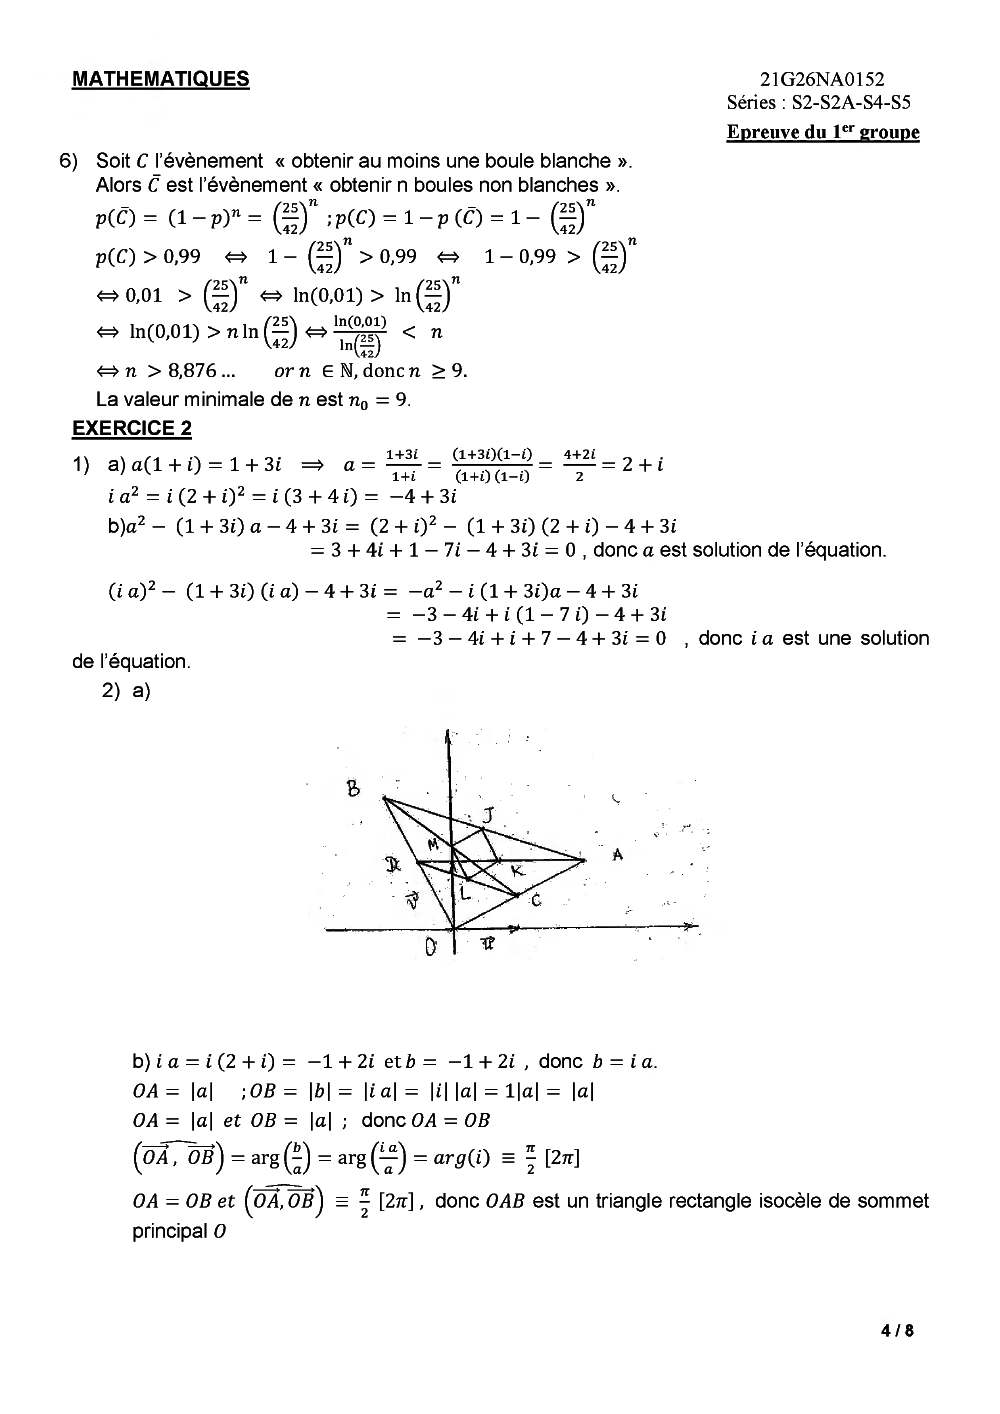 MATHEMATIQUES
21G26NA0152
Séries : S2-S2A-S4-S5
Epreuve du 1er groupe
6) Soit C l'évènement « obtenir au moins une boule blanche ».
Alors C̄ est l'évènement « obtenir n boules non blanches ».
p(C̄) = (1 − p)ⁿ = (25/42)ⁿ ; p(C) = 1 − p (C̄) = 1 − (25/42)ⁿ
p(C) > 0,99 ⇔ 1 − (25/42)ⁿ > 0,99 ⇔ 1 − 0,99 > (25/42)ⁿ
⇔ 0,01 > (25/42)ⁿ ⇔ ln(0,01) > ln(25/42)ⁿ
⇔ ln(0,01) > n ln(25/42) ⇔ ln(0,01)/ln(25/42) < n
⇔ n > 8,876 ... or n ∈ ℕ, donc n ≥ 9.
La valeur minimale de n est n₀ = 9.
EXERCICE 2
1) a) a(1 + i) = 1 + 3i ⟹ a = (1+3i)/(1+i) = (1+3i)(1−i)/(1+i) (1−i) = (4+2i)/2 = 2 + i
i a² = i (2 + i)² = i (3 + 4 i) = −4 + 3i
b)a² − (1 + 3i) a − 4 + 3i = (2 + i)² − (1 + 3i) (2 + i) − 4 + 3i
= 3 + 4i + 1 − 7i − 4 + 3i = 0 , donc a est solution de l'équation.
(i a)² − (1 + 3i) (i a) − 4 + 3i = −a² − i (1 + 3i)a − 4 + 3i
= −3 − 4i + i (1 − 7 i) − 4 + 3i
= −3 − 4i + i + 7 − 4 + 3i = 0 , donc i a est une solution
de l'équation.
2) a)
B
J
M
A
D
K
L
C
v⃗
O
u⃗
b) i a = i (2 + i) = −1 + 2i et b = −1 + 2i , donc b = i a.
OA = |a| ; OB = |b| = |i a| = |i| |a| = 1|a| = |a|
OA = |a| et OB = |a| ; donc OA = OB
(OA⃗ , OB⃗) = arg(b/a) = arg(i a/a) = arg(i) ≡ π/2 [2π]
OA = OB et (OA⃗, OB⃗) ≡ π/2 [2π] , donc OAB est un triangle rectangle isocèle de sommet
principal O
4 / 8